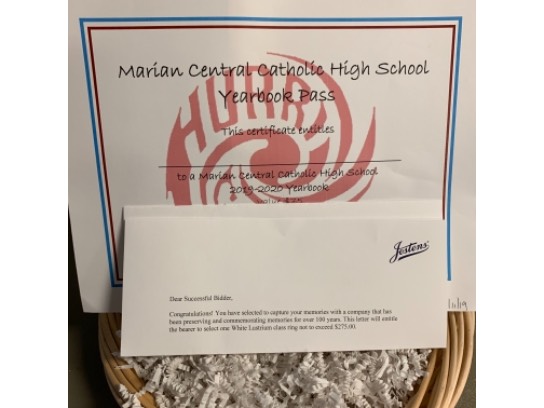 Marian Central Catholic High School
Yearbook Pass
This certificate entitles
to a Marian Central Catholic High School
2019-2020 Yearbook
Jostens
Dear Successful Bidder,
Congratulations! You have selected to capture your memories with a company that has
been preserving and commemorating memories for over 100 years. This letter will entitle
the bearer to select one White Lustrium class ring not to exceed $275.00.